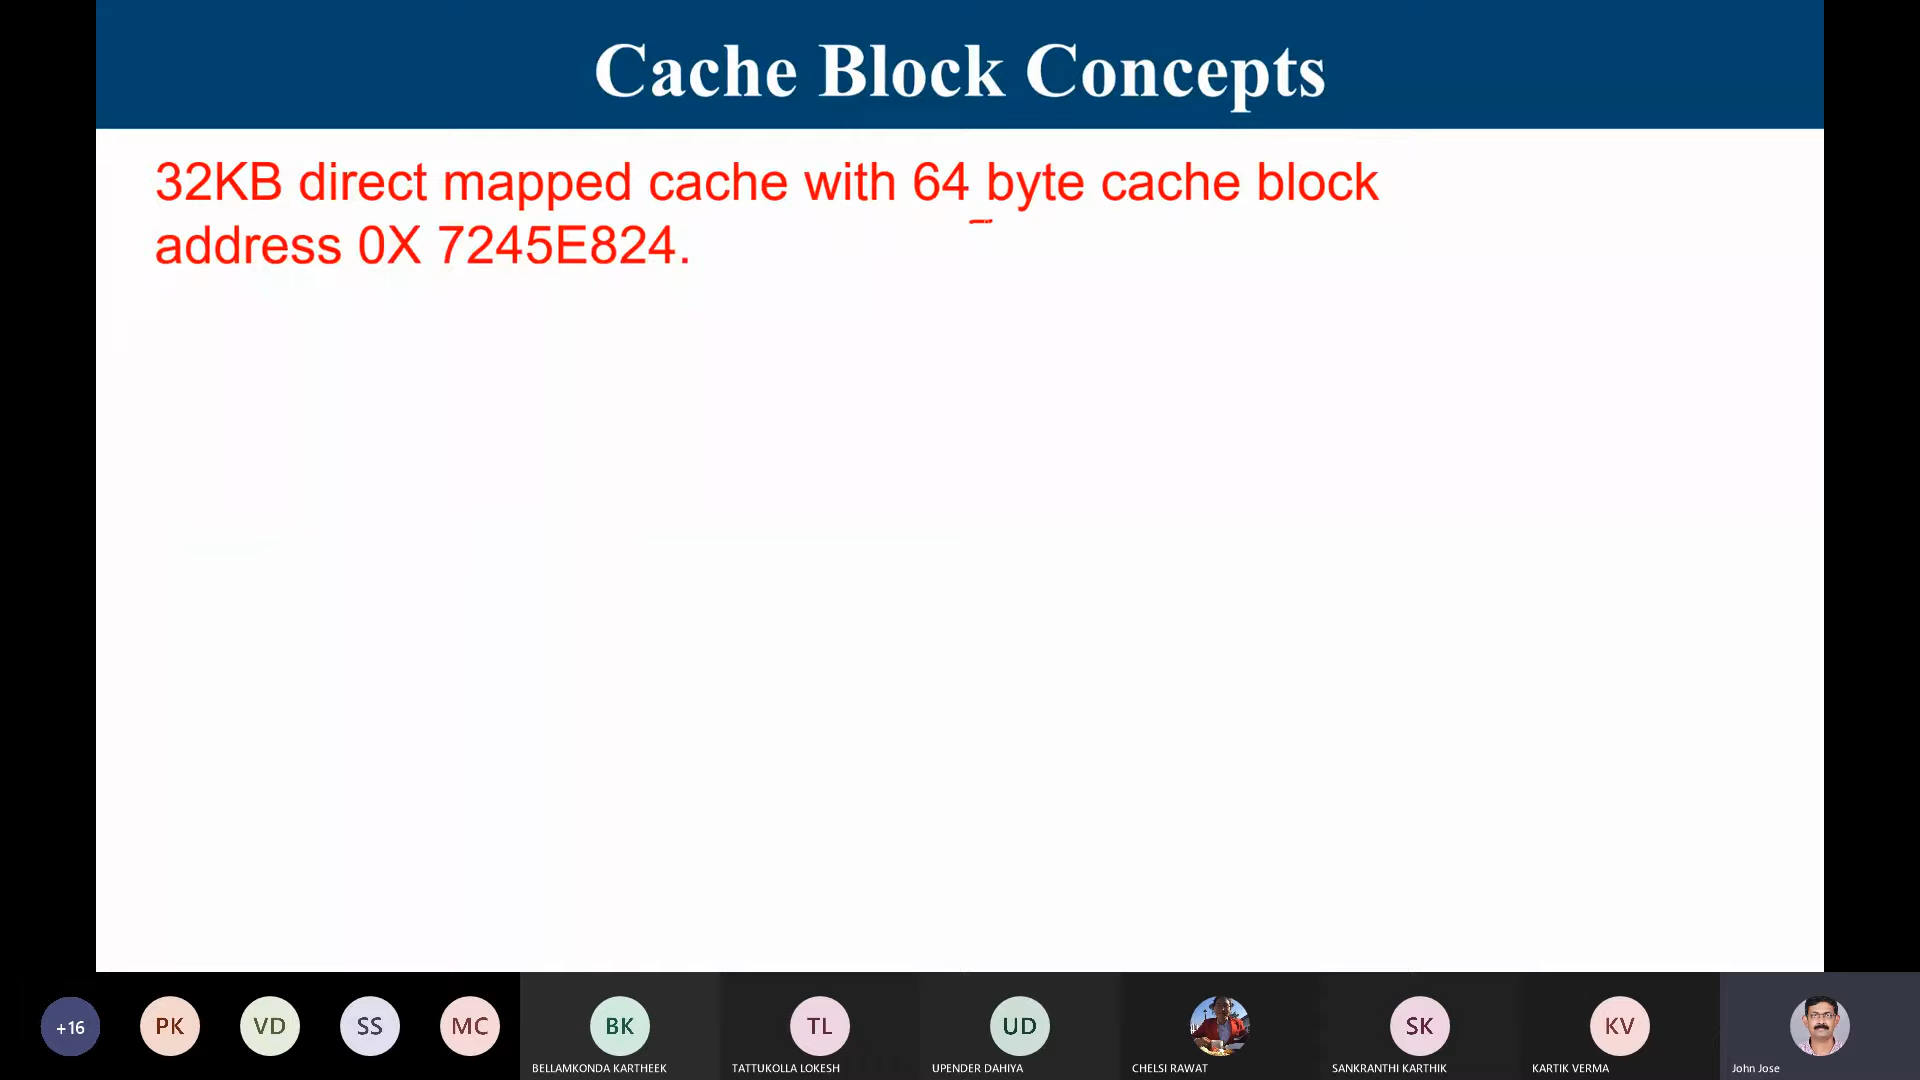 Cache Block Concepts
32KB direct mapped cache with 64 byte cache block
address 0X 7245E824.
+16
PK
VD
SS
MC
BK
TL
UD
SK
KV
BELLAMKONDA KARTHEEK
TATTUKOLLA LOKESH
UPENDER DAHIYA
CHELSI RAWAT
SANKRANTHI KARTHIK
KARTIK VERMA
John Jose